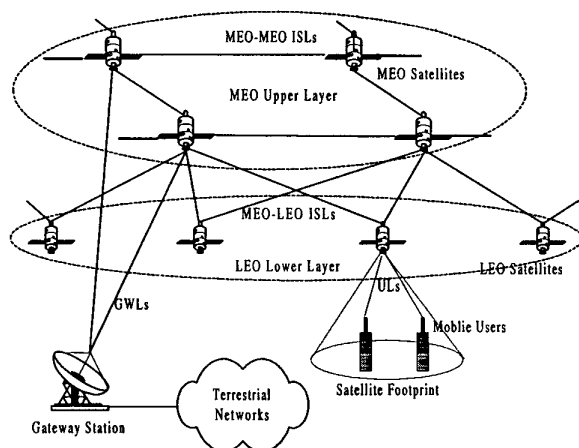 MEO-MEO ISLs
MEO Satellites
MEO Upper Layer
MEO-LEO ISLs
LEO Lower Layer
LEO Satellites
ULs
GWLs
Moblie Users
Satellite Footprint
Terrestrial
Networks
Gateway Station